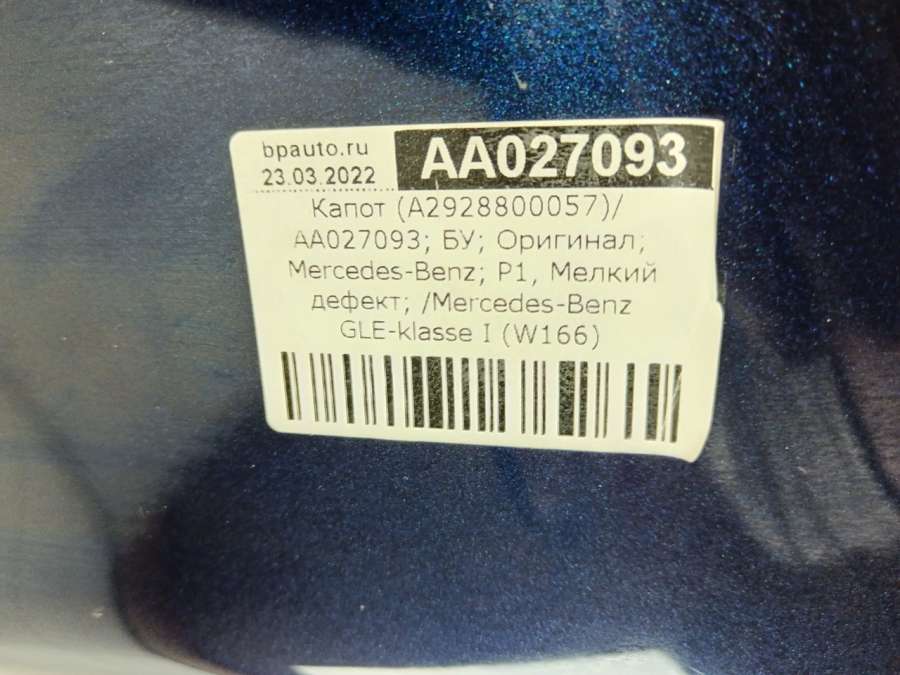 bpauto.ru
23.03.2022
AA027093
Капот (A2928800057)/
AA027093; БУ; Оригинал;
Mercedes-Benz; P1, Мелкий
дефект; /Mercedes-Benz
GLE-klasse I (W166)